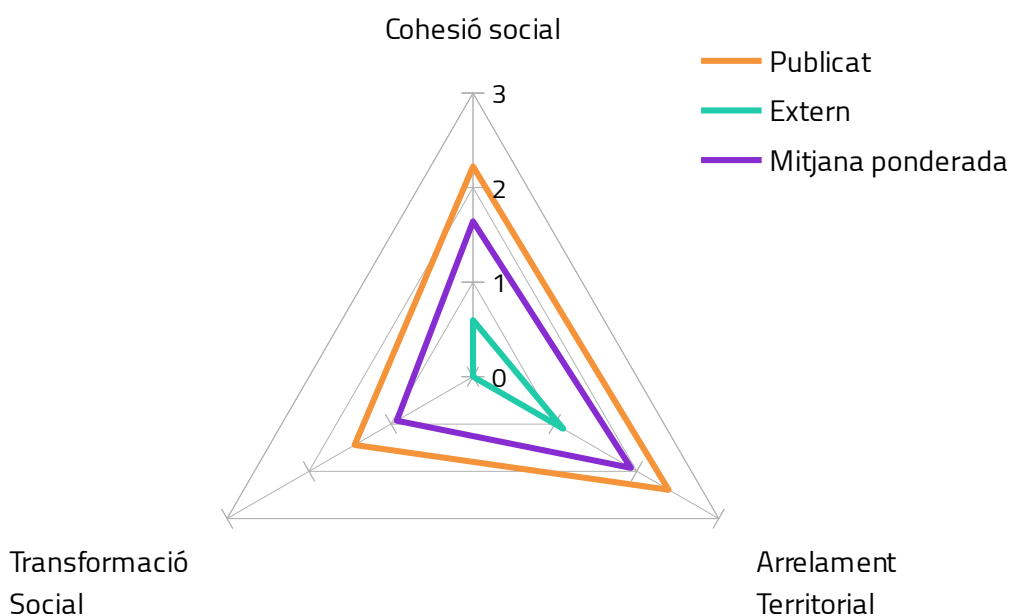 Cohesió social
Publicat
Extern
Mitjana ponderada
3
2
1
0
Transformació
Social
Arrelament
Territorial